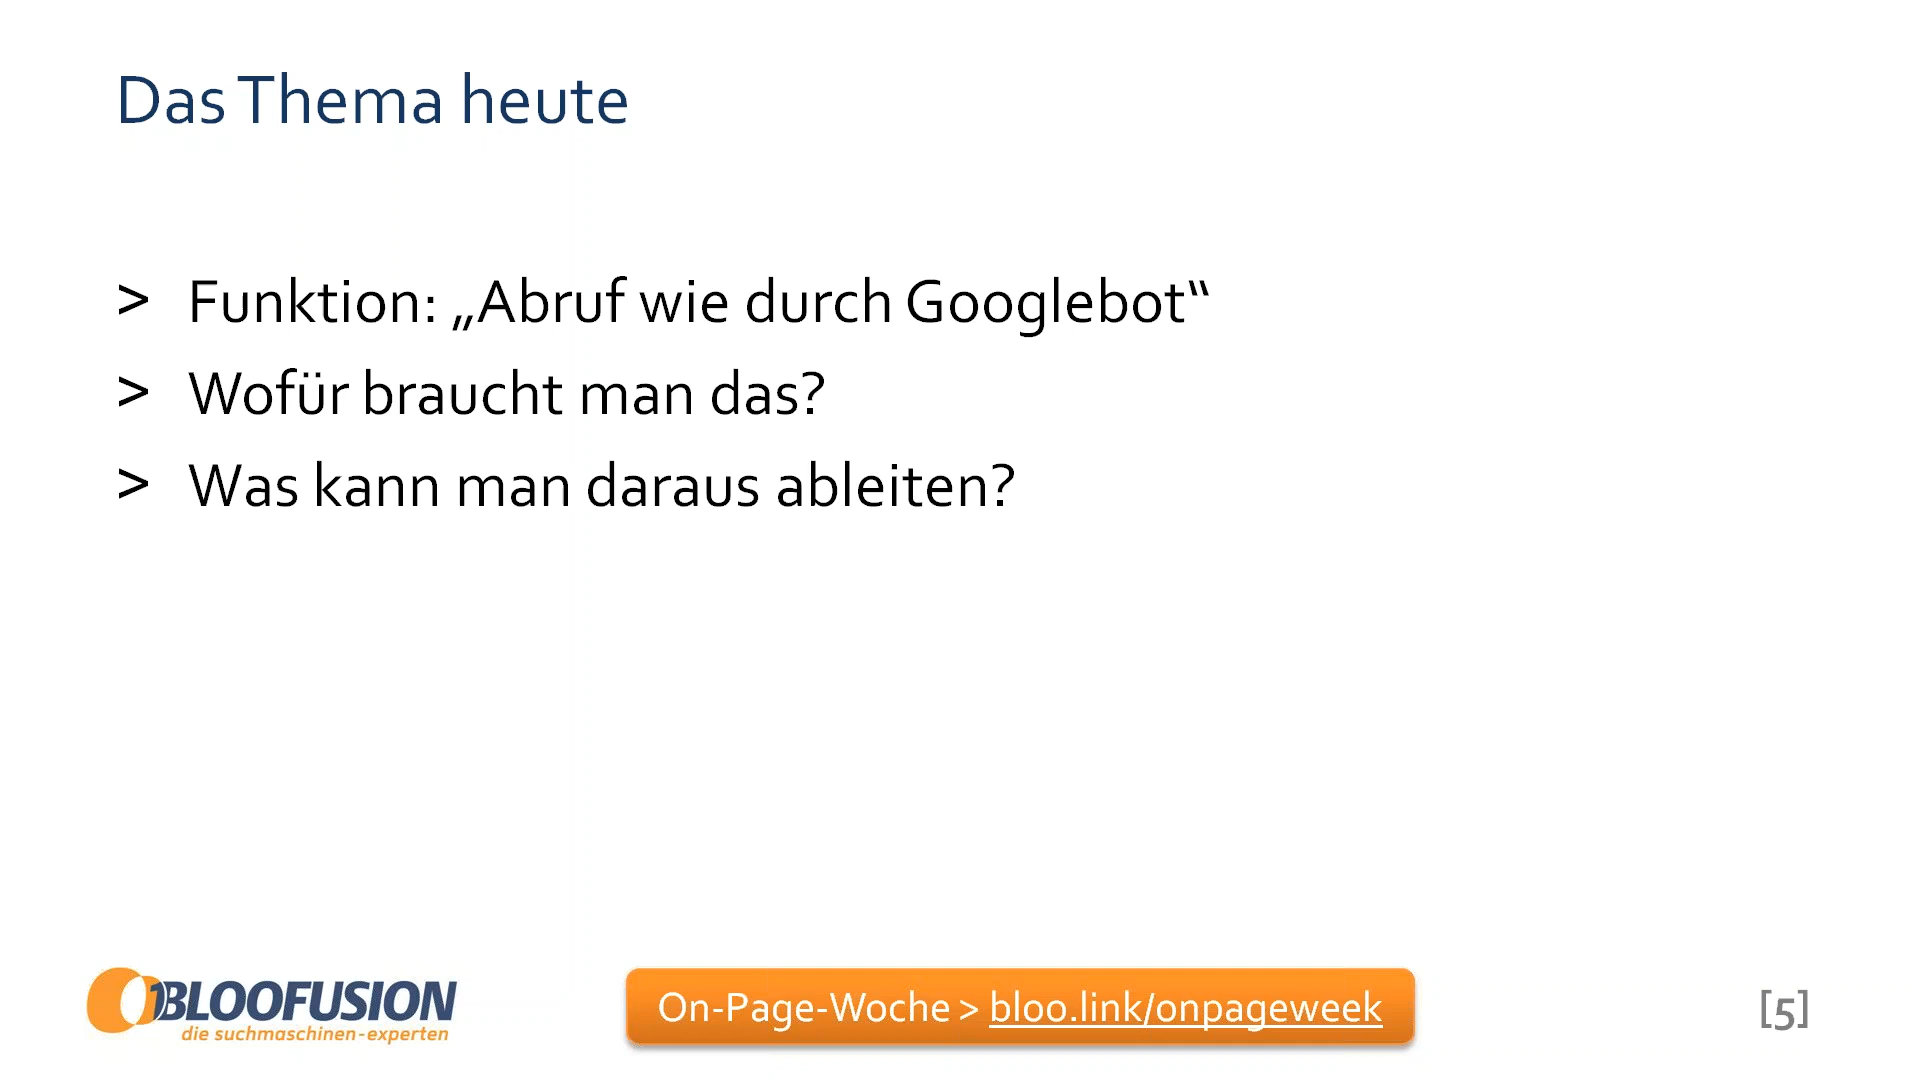 Das Thema heute
> Funktion: „Abruf wie durch Googlebot“
> Wofür braucht man das?
> Was kann man daraus ableiten?
BLOOFUSION
die suchmaschinen-experten
On-Page-Woche > bloo.link/onpageweek
[5]